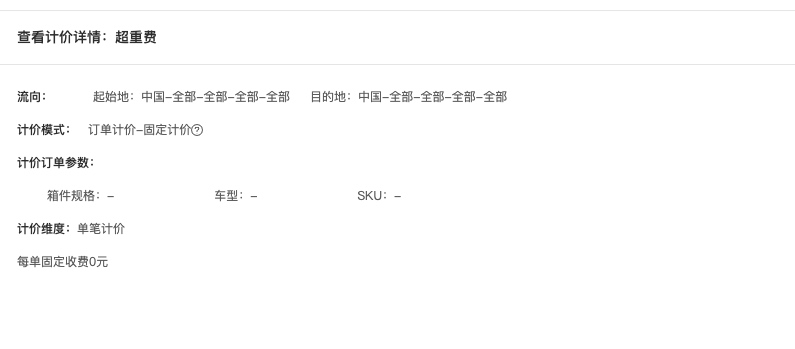 查看计价详情：超重费
流向： 起始地：中国-全部-全部-全部-全部 目的地：中国-全部-全部-全部-全部
计价模式： 订单计价-固定计价?
计价订单参数：
箱件规格：- 车型：- SKU：-
计价维度：单笔计价
每单固定收费0元